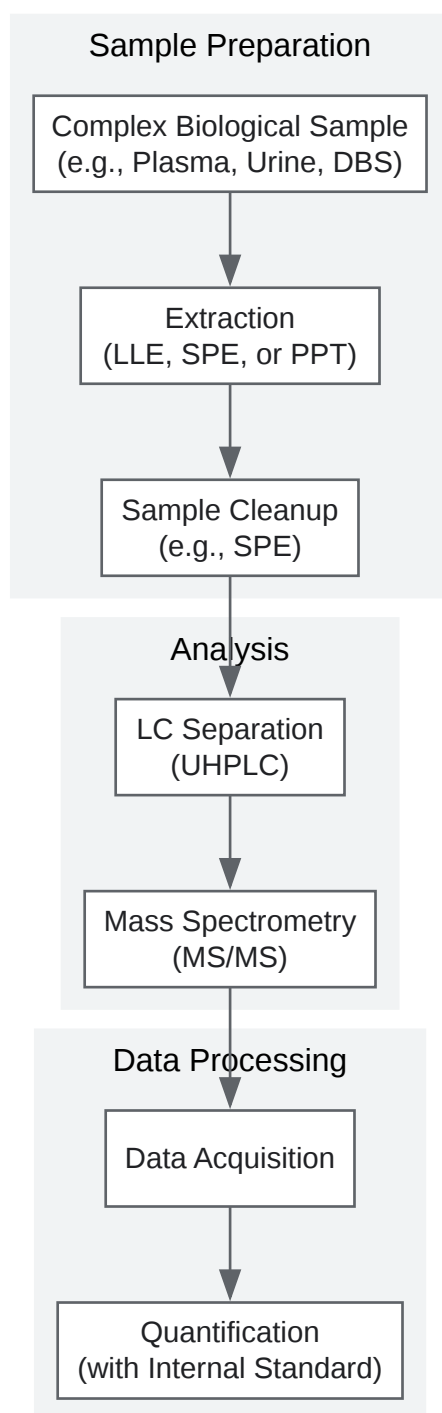 Sample Preparation
Complex Biological Sample
(e.g., Plasma, Urine, DBS)
Extraction
(LLE, SPE, or PPT)
Sample Cleanup
(e.g., SPE)
Analysis
LC Separation
(UHPLC)
Mass Spectrometry
(MS/MS)
Data Processing
Data Acquisition
Quantification
(with Internal Standard)